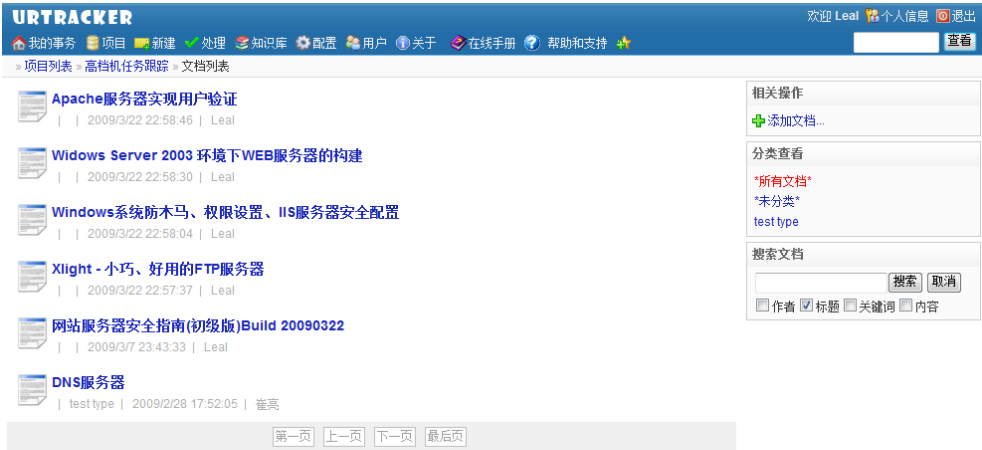 URTRACKER
欢迎 Leal 个人信息 退出
我的事务 项目 新建 处理 知识库 配置 用户 关于 在线手册 帮助和支持 查看
» 项目列表 » 高档机任务跟踪 » 文档列表
Apache服务器实现用户验证
| | 2009/3/22 22:58:46 | Leal
Widows Server 2003 环境下WEB服务器的构建
| | 2009/3/22 22:58:30 | Leal
Windows系统防木马、权限设置、IIS服务器安全配置
| | 2009/3/22 22:58:04 | Leal
Xlight - 小巧、好用的FTP服务器
| | 2009/3/22 22:57:37 | Leal
网站服务器安全指南(初级版)Build 20090322
| | 2009/3/7 23:43:33 | Leal
DNS服务器
| test type | 2009/2/28 17:52:05 | 崔亮
第一页 上一页 下一页 最后页
相关操作
添加文档...
分类查看
*所有文档*
*未分类*
test type
搜索文档
搜索 取消
作者 标题 关键词 内容